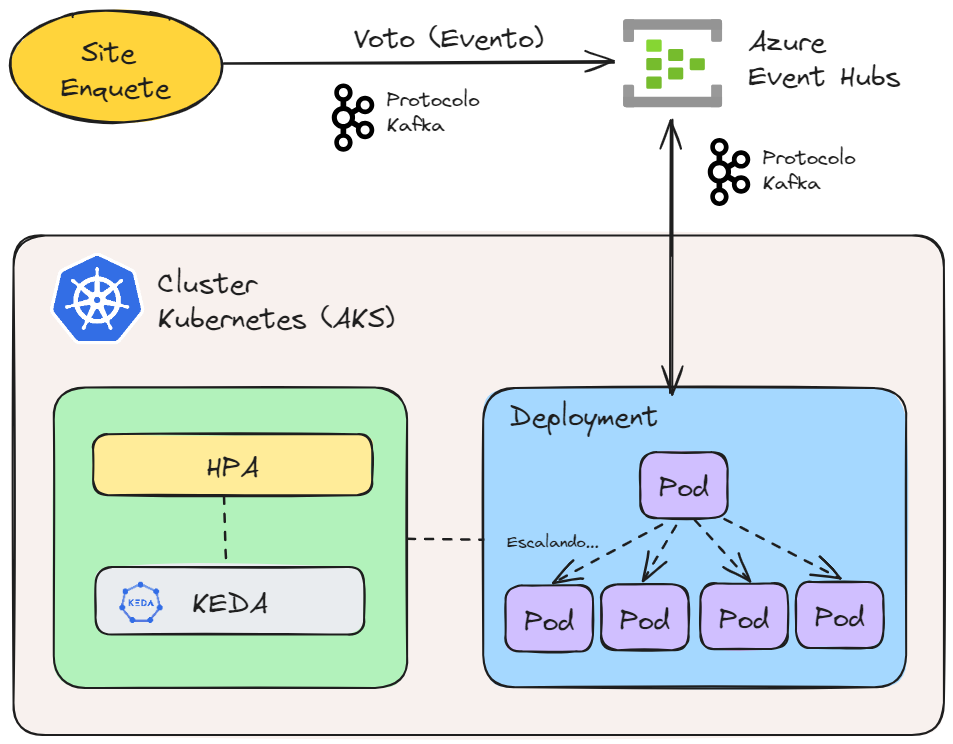 Site
Enquete
Voto (Evento)
Protocolo
Kafka
Azure
Event Hubs
Protocolo
Kafka
Cluster
Kubernetes (AKS)
HPA
KEDA
KEDA
Deployment
Pod
Escalando...
Pod
Pod
Pod
Pod